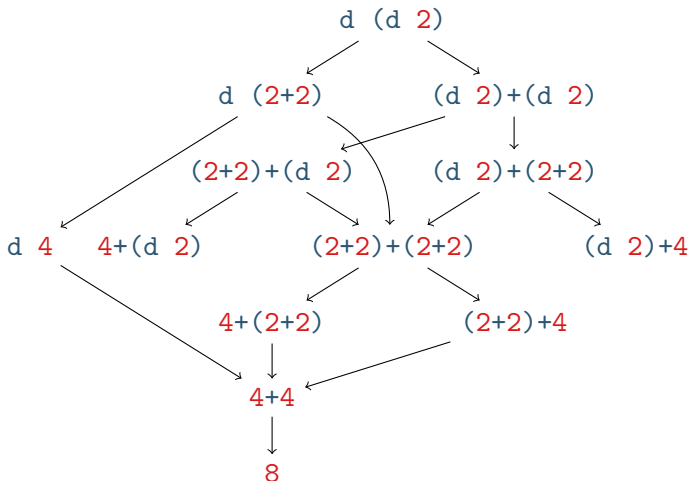 d (d 2)
d (2+2) (d 2)+(d 2)
(2+2)+(d 2) (d 2)+(2+2)
d 4 4+(d 2) (2+2)+(2+2) (d 2)+4
4+(2+2) (2+2)+4
4+4
8